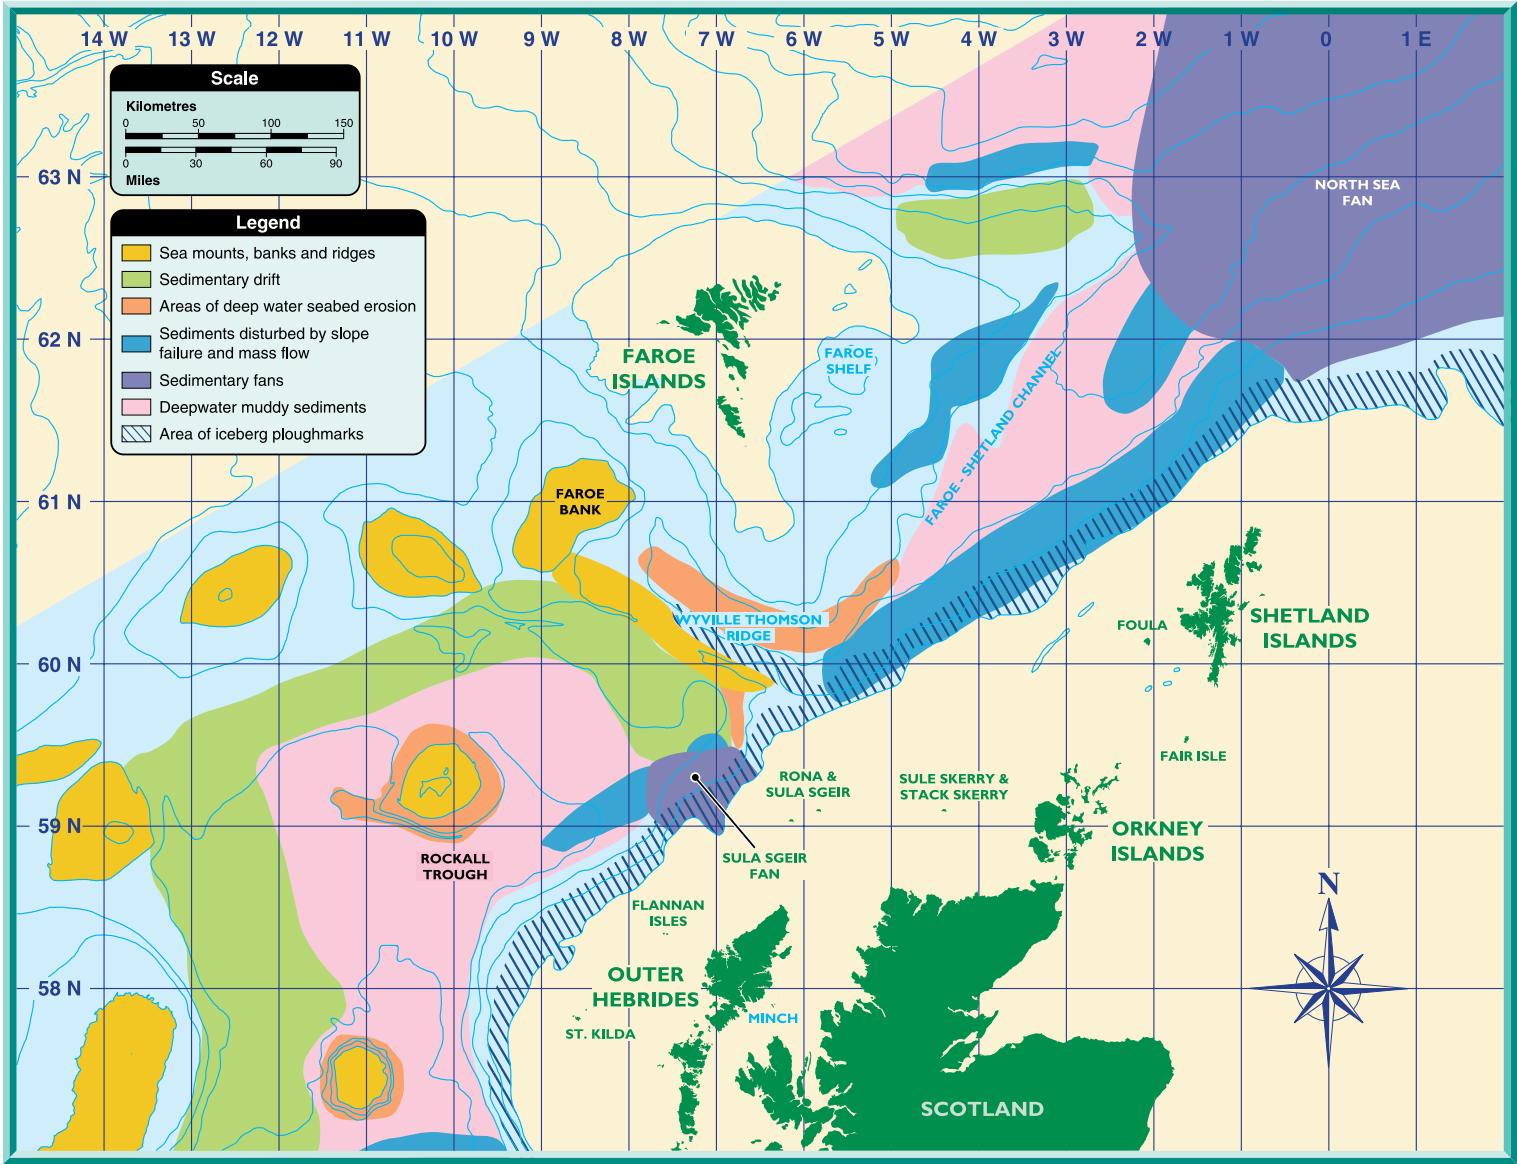 14 W 13 W 12 W 11 W 10 W 9 W 8 W 7 W 6 W 5 W 4 W 3 W 2 W 1 W 0 1 E
Scale
Kilometres
0 50 100 150
0 30 60 90
Miles
63 N
NORTH SEA
FAN
Legend
Sea mounts, banks and ridges
Sedimentary drift
Areas of deep water seabed erosion
Sediments disturbed by slope
failure and mass flow
Sedimentary fans
Deepwater muddy sediments
Area of iceberg ploughmarks
62 N
FAROE
ISLANDS
FAROE
SHELF
FAROE - SHETLAND CHANNEL
61 N
FAROE
BANK
WYVILLE THOMSON
RIDGE
FOULA
SHETLAND
ISLANDS
60 N
FAIR ISLE
RONA &
SULA SGEIR
SULE SKERRY &
STACK SKERRY
59 N
ORKNEY
ISLANDS
ROCKALL
TROUGH
SULA SGEIR
FAN
N
FLANNAN
ISLES
OUTER
HEBRIDES
58 N
MINCH
ST. KILDA
SCOTLAND